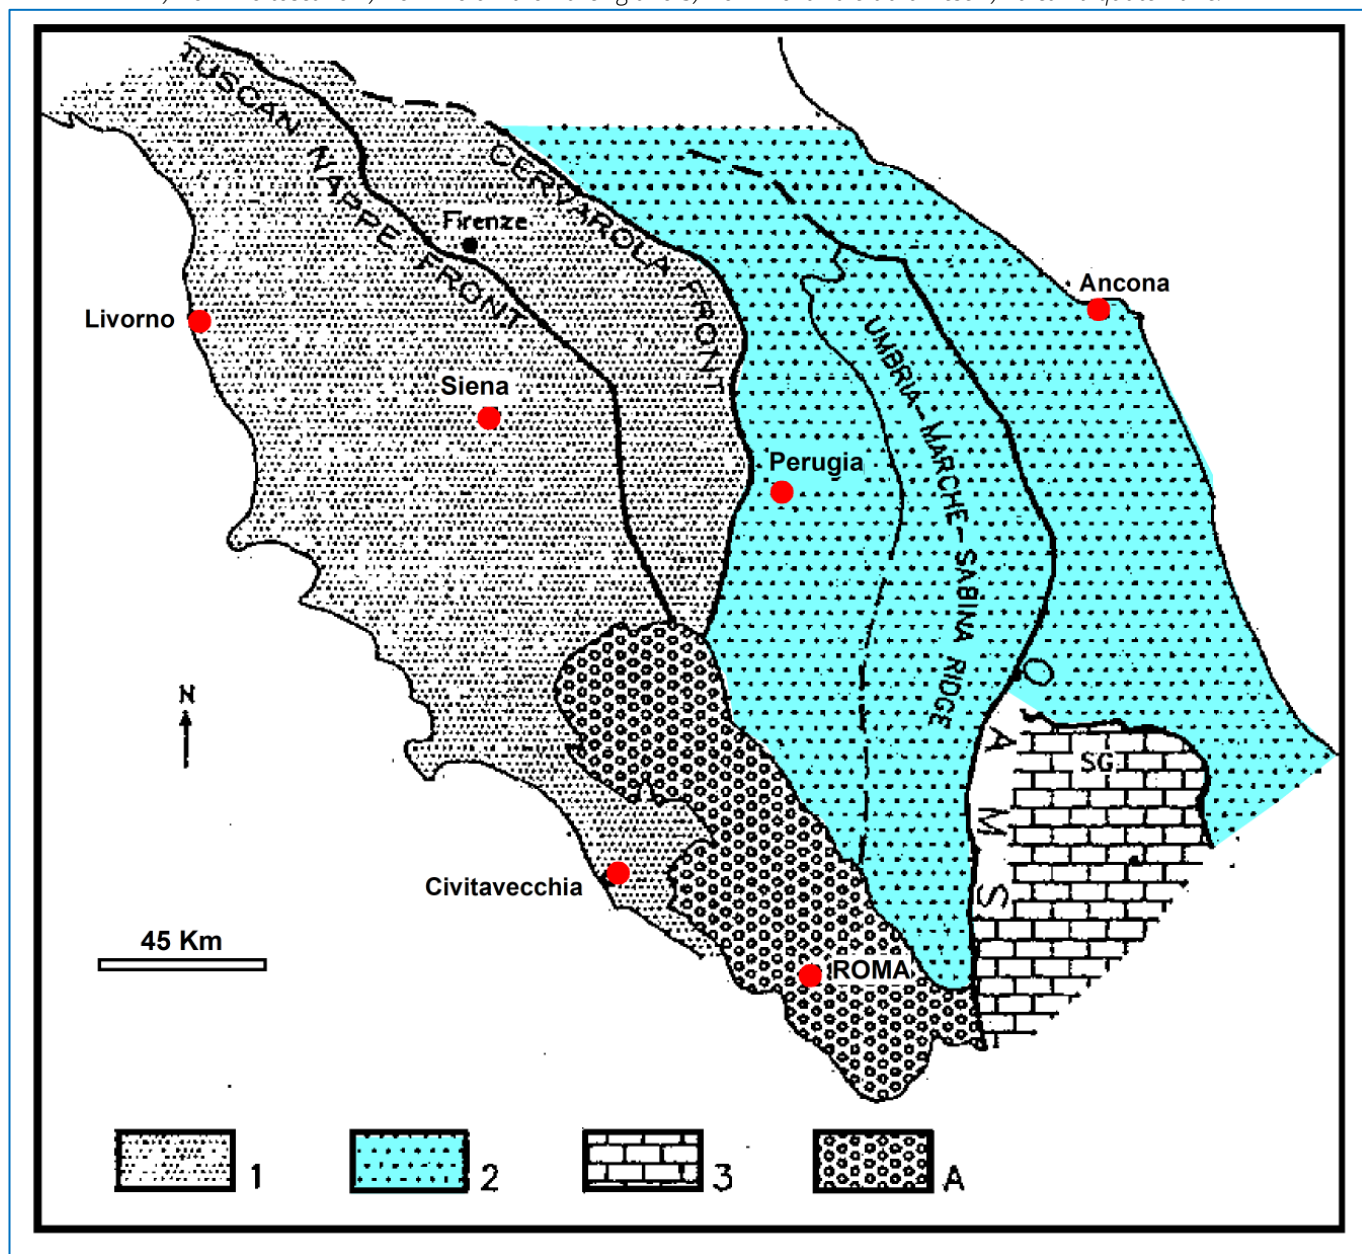 TUSCAN NAPPE FRONT
CERVAROLA FRONT
Firenze
Ancona
Livorno
UMBRIA-MARCHE-SABINA RIDGE
Siena
Perugia
N
O A M S L
SG
Civitavecchia
45 Km
ROMA
1
2
3
A